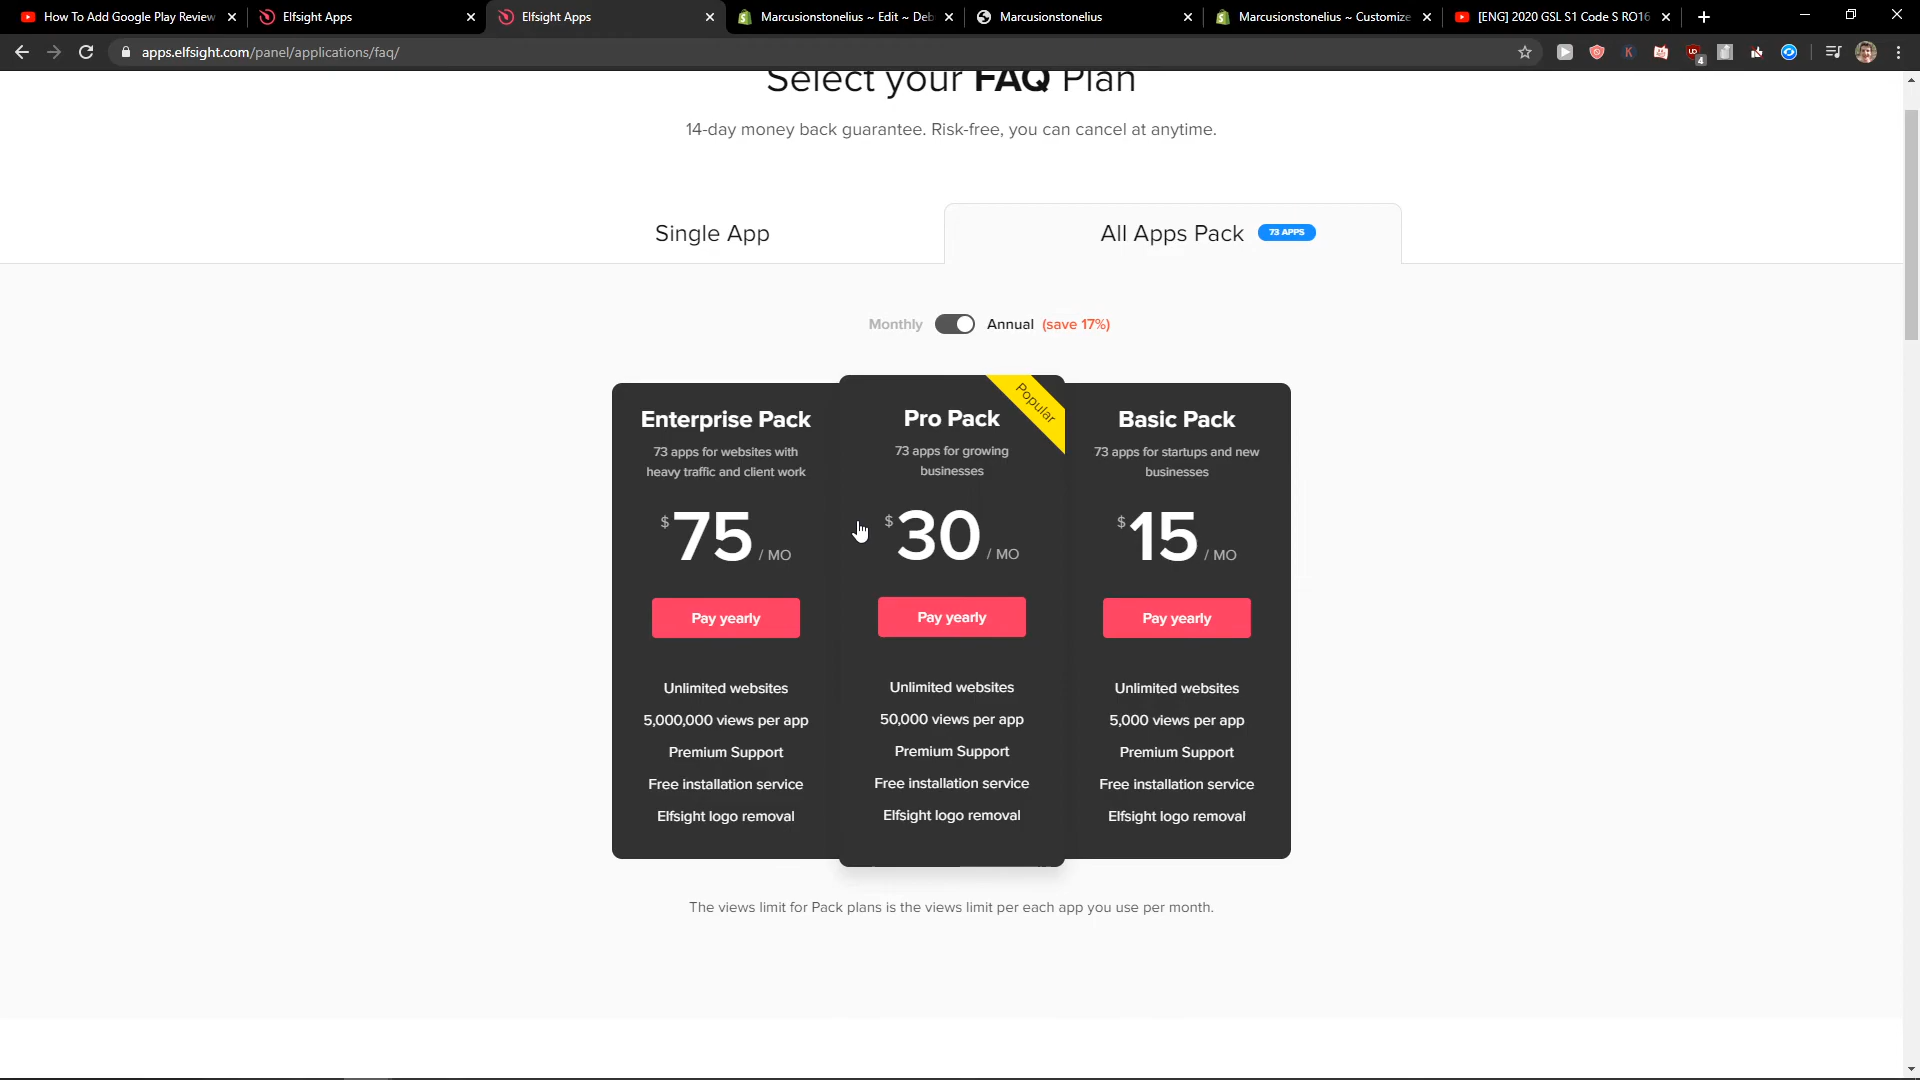 How To Add Google Play Review
Elfsight Apps
Elfsight Apps
Marcusionstonelius ~ Edit ~ Deb
Marcusionstonelius
Marcusionstonelius ~ Customize
[ENG] 2020 GSL S1 Code S RO16
apps.elfsight.com/panel/applications/faq/
K
4
Select your FAQ Plan
14-day money back guarantee. Risk-free, you can cancel at anytime.
Single App
All Apps Pack 73 APPS
Monthly Annual (save 17%)
Enterprise Pack
73 apps for websites with
heavy traffic and client work
$75 / MO
Pay yearly
Unlimited websites
5,000,000 views per app
Premium Support
Free installation service
Elfsight logo removal
Popular
Pro Pack
73 apps for growing
businesses
$30 / MO
Pay yearly
Unlimited websites
50,000 views per app
Premium Support
Free installation service
Elfsight logo removal
Basic Pack
73 apps for startups and new
businesses
$15 / MO
Pay yearly
Unlimited websites
5,000 views per app
Premium Support
Free installation service
Elfsight logo removal
The views limit for Pack plans is the views limit per each app you use per month.